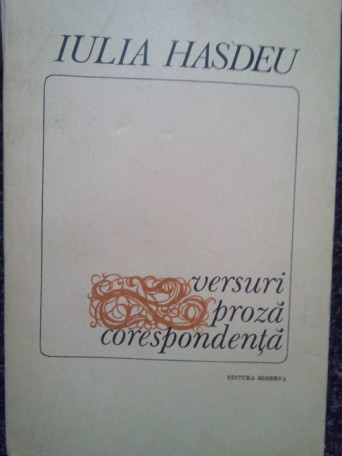 IULIA HASDEU
versuri
proză
corespondență
EDITURA MINERVA